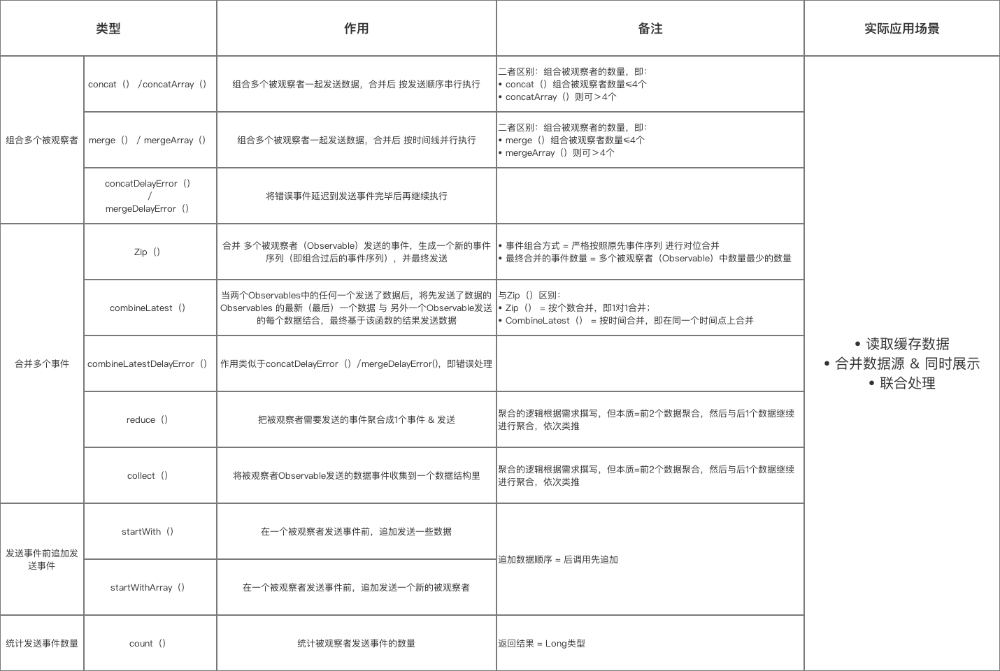 类型
作用
备注
实际应用场景
组合多个被观察者
concat（） /concatArray（）
组合多个被观察者一起发送数据，合并后 按发送顺序串行执行
二者区别：组合被观察者的数量，即：
• concat（）组合被观察者数量≤4个
• concatArray（）则可＞4个
merge（） / mergeArray（）
组合多个被观察者一起发送数据，合并后 按时间线并行执行
二者区别：组合被观察者的数量，即：
• merge（）组合被观察者数量≤4个
• mergeArray（）则可＞4个
concatDelayError（）
/
mergeDelayError（）
将错误事件延迟到发送事件完毕后再继续执行
合并多个事件
Zip（）
合并 多个被观察者（Observable）发送的事件，生成一个新的事件
序列（即组合过后的事件序列），并最终发送
• 事件组合方式 = 严格按照原先事件序列 进行对位合并
• 最终合并的事件数量 = 多个被观察者（Observable）中数量最少的数量
combineLatest（）
当两个Observables中的任何一个发送了数据后，将先发送了数据的
Observables 的最新（最后）一个数据 与 另外一个Observable发送
的每个数据结合，最终基于该函数的结果发送数据
与Zip（）区别：
• Zip（） = 按个数合并，即1对1合并；
• CombineLatest（） = 按时间合并，即在同一个时间点上合并
combineLatestDelayError（）
作用类似于concatDelayError（）/mergeDelayError()，即错误处理
reduce（）
把被观察者需要发送的事件聚合成1个事件 & 发送
聚合的逻辑根据需求撰写，但本质=前2个数据聚合，然后与后1个数据继续
进行聚合，依次类推
collect（）
将被观察者Observable发送的数据事件收集到一个数据结构里
聚合的逻辑根据需求撰写，但本质=前2个数据聚合，然后与后1个数据继续
进行聚合，依次类推
发送事件前追加发
送事件
startWith（）
在一个被观察者发送事件前，追加发送一些数据
追加数据顺序 = 后调用先追加
startWithArray（）
在一个被观察者发送事件前，追加发送一个新的被观察者
统计发送事件数量
count（）
统计被观察者发送事件的数量
返回结果 = Long类型
• 读取缓存数据
• 合并数据源 & 同时展示
• 联合处理